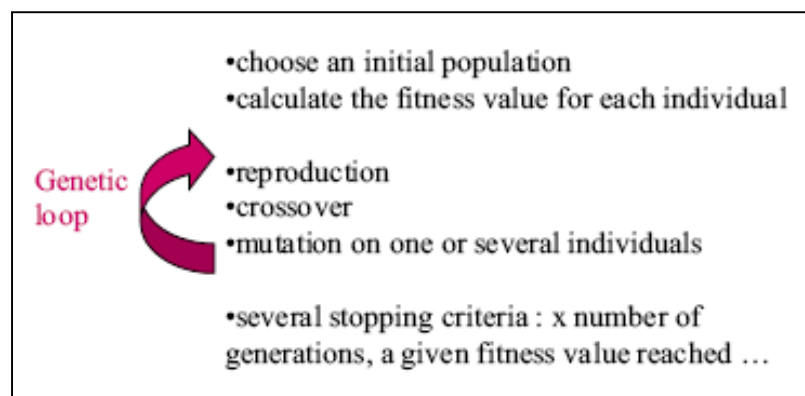 •choose an initial population
•calculate the fitness value for each individual
Genetic
loop
•reproduction
•crossover
•mutation on one or several individuals
•several stopping criteria : x number of
generations, a given fitness value reached …